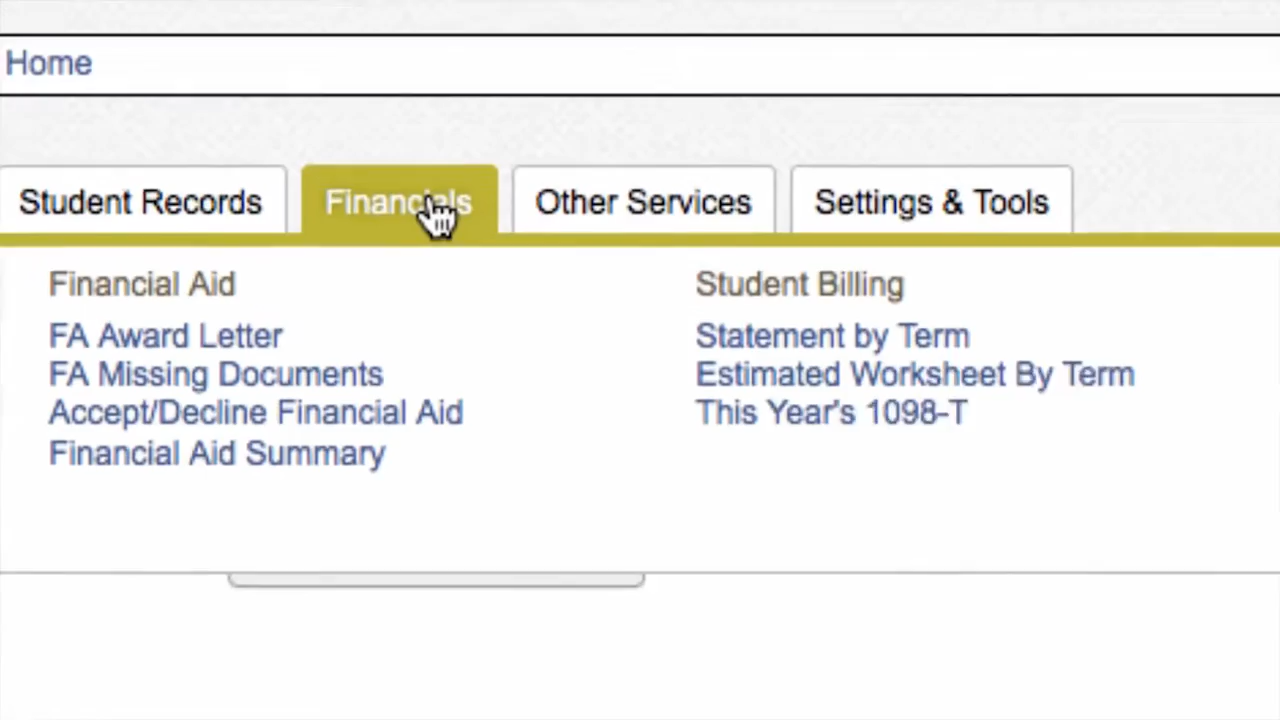 Home
Student Records
Financials
Other Services
Settings & Tools
Financial Aid
FA Award Letter
FA Missing Documents
Accept/Decline Financial Aid
Financial Aid Summary
Student Billing
Statement by Term
Estimated Worksheet By Term
This Year's 1098-T